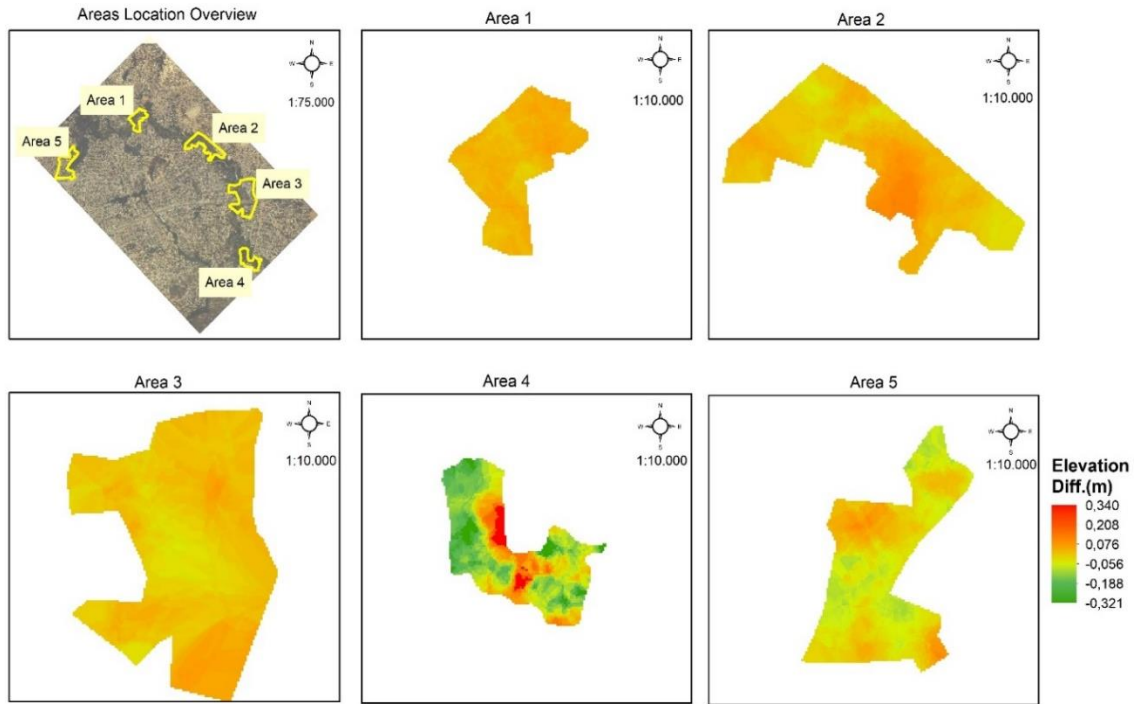 Areas Location Overview
N
W E
S
1:75.000
Area 1
Area 2
Area 5
Area 3
Area 4
Area 1
N
W E
S
1:10.000
Area 2
N
W E
S
1:10.000
Area 3
N
W E
S
1:10.000
Area 4
N
W E
S
1:10.000
Area 5
N
W E
S
1:10.000
Elevation
Diff.(m)
0,340
0,208
0,076
-0,056
-0,188
-0,321